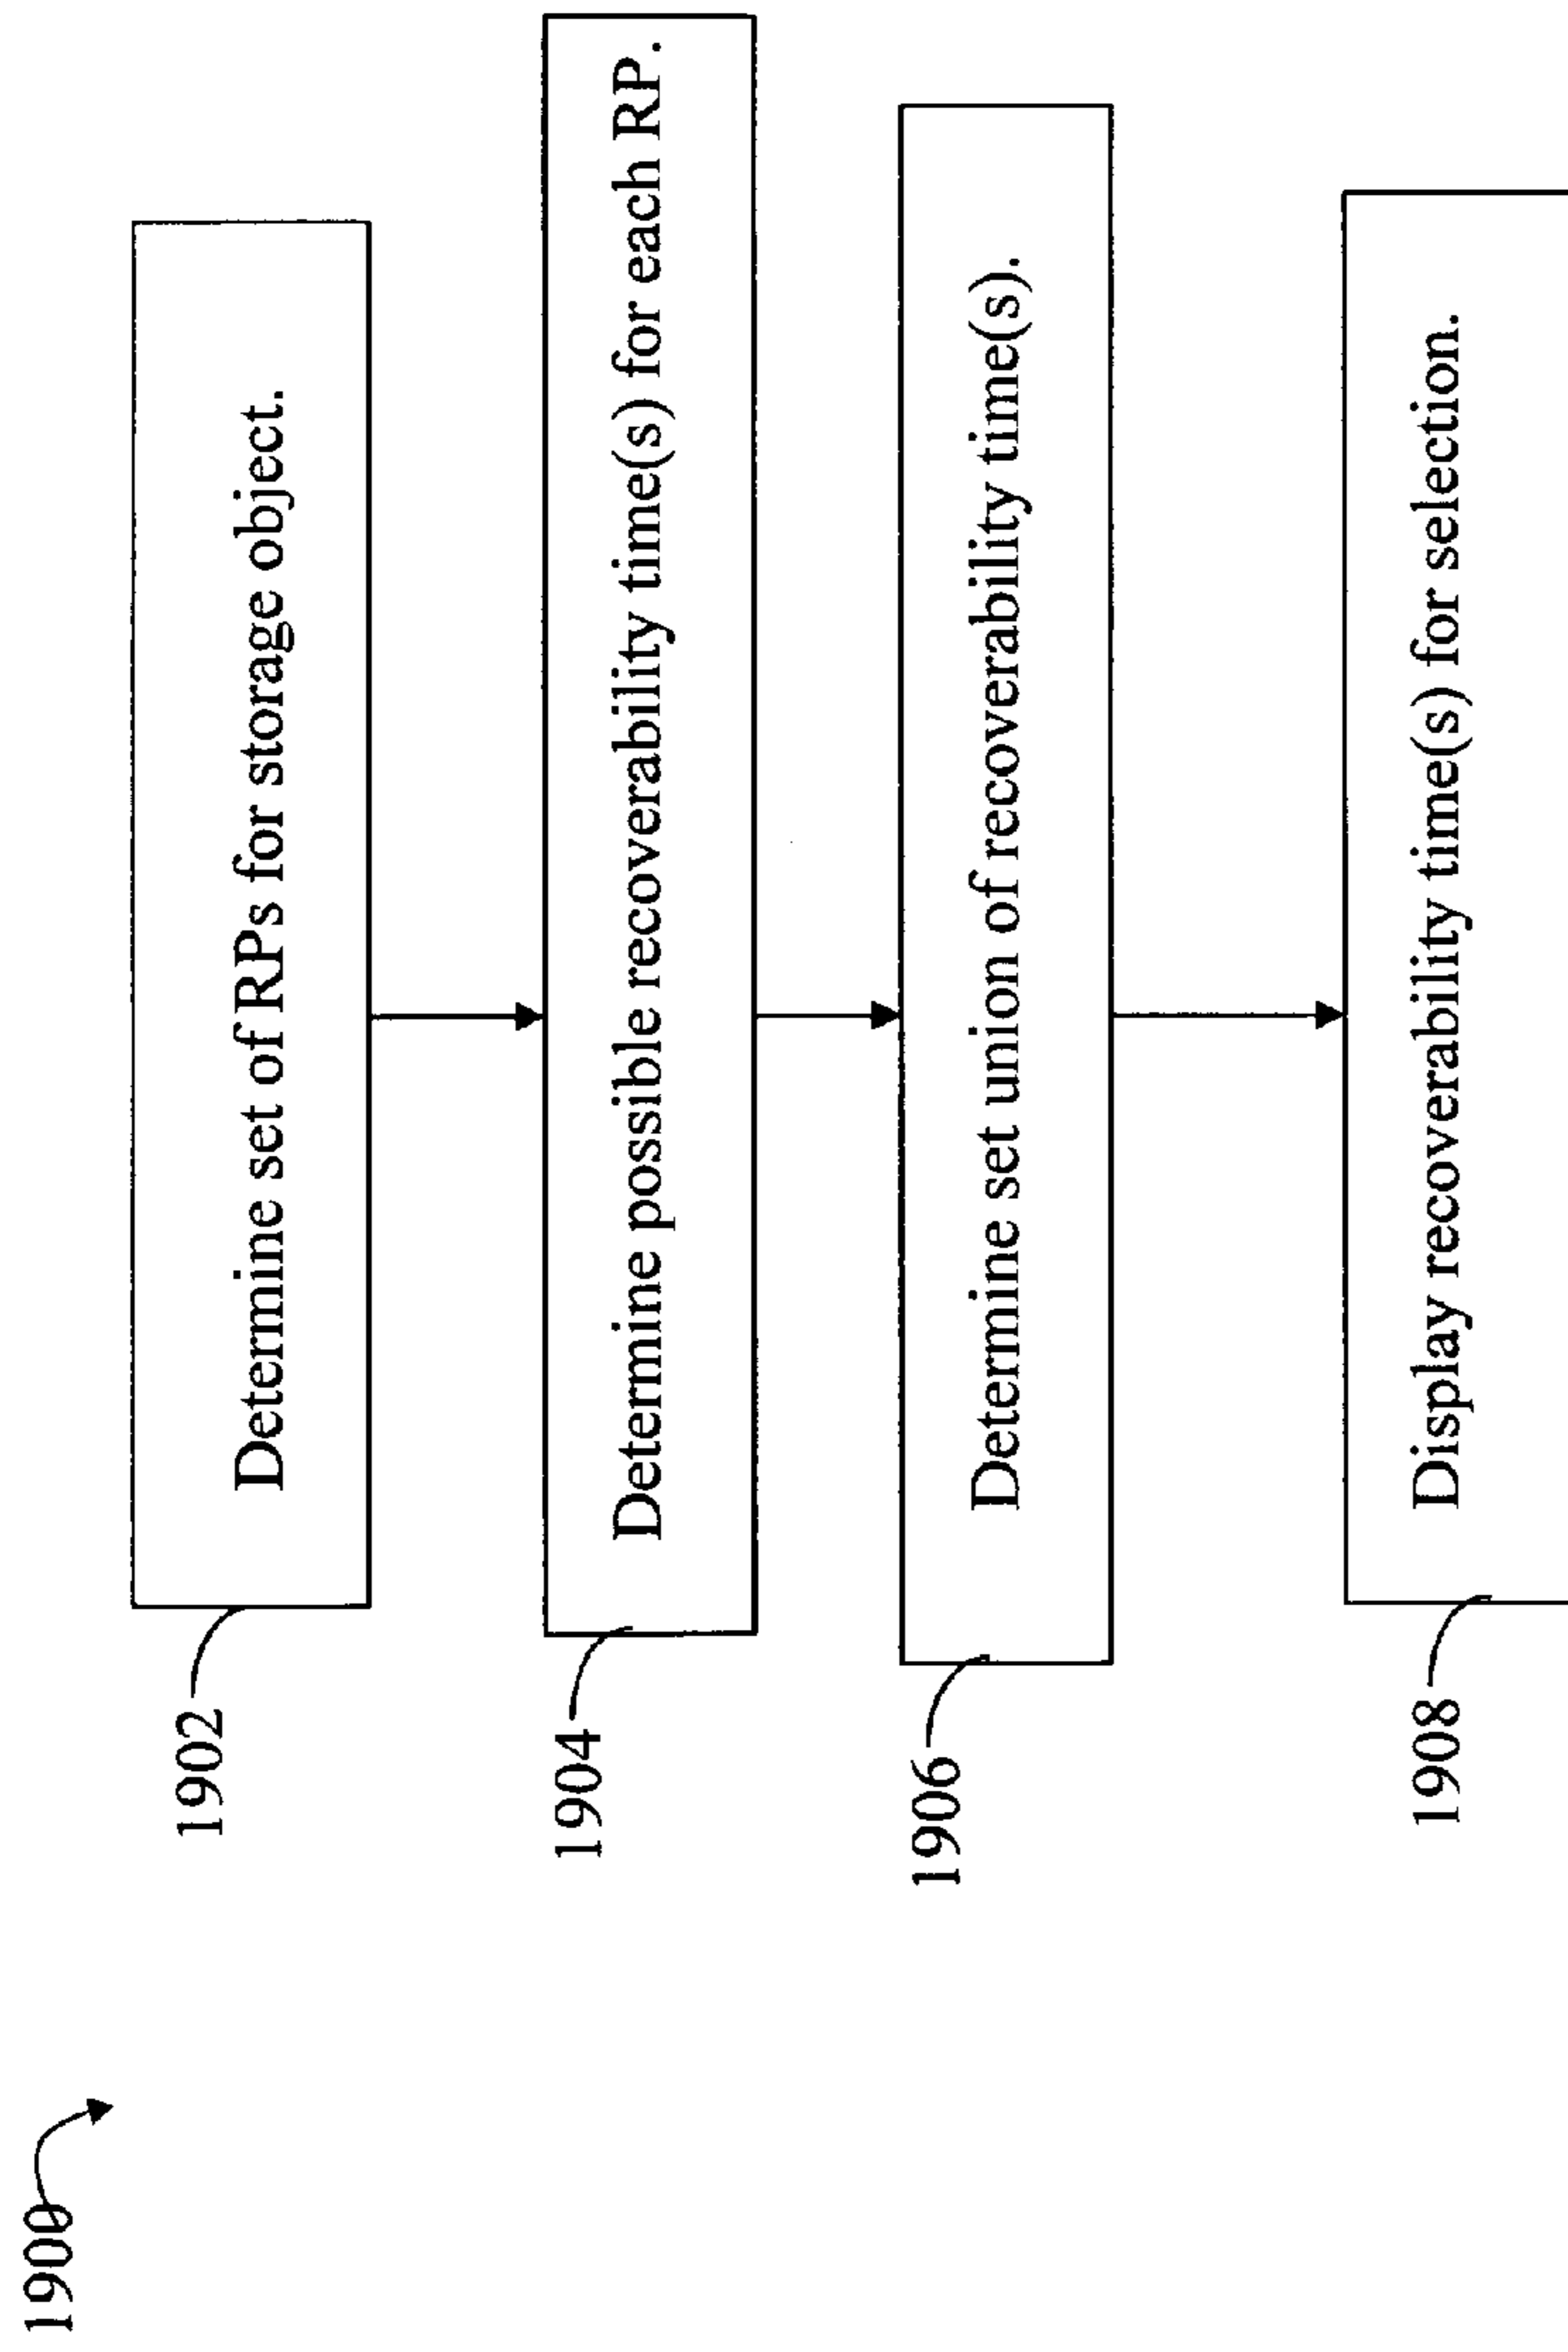 1900
1902
Determine set of RPs for storage object.
1904
Determine possible recoverability time(s) for each RP.
1906
Determine set union of recoverability time(s).
1908
Display recoverability time(s) for selection.